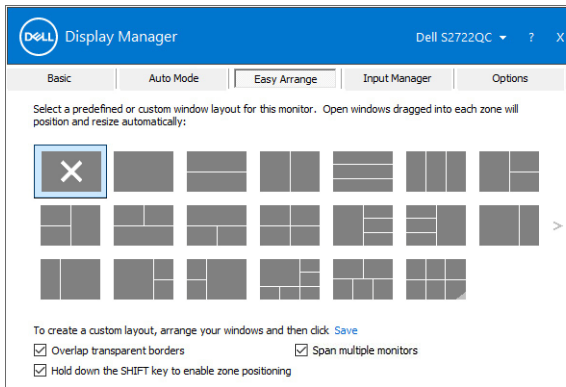 DELL Display Manager Dell S2722QC ? X
Basic Auto Mode Easy Arrange Input Manager Options
Select a predefined or custom window layout for this monitor. Open windows dragged into each zone will
position and resize automatically:
>
To create a custom layout, arrange your windows and then click Save
Overlap transparent borders Span multiple monitors
Hold down the SHIFT key to enable zone positioning